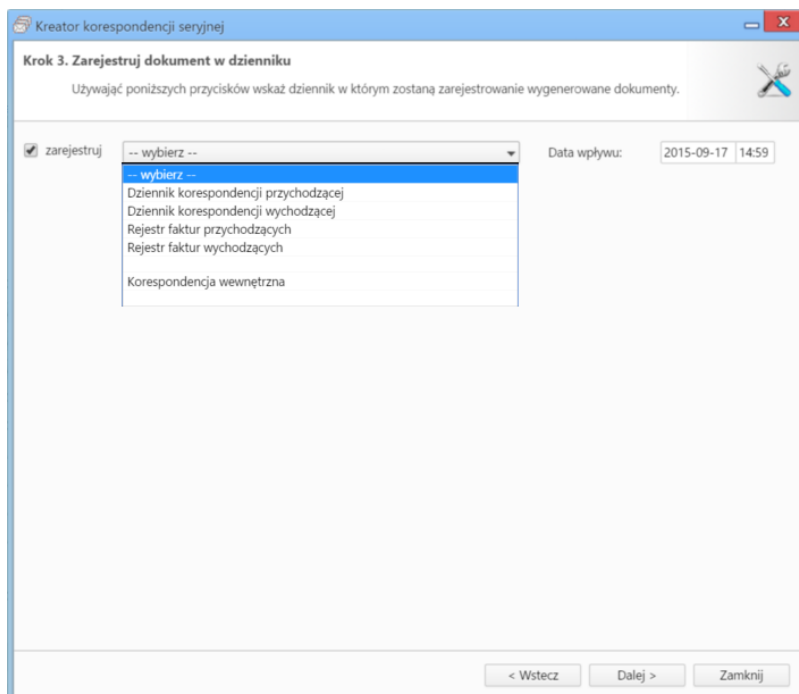 Kreator korespondencji seryjnej
X
Krok 3. Zarejestruj dokument w dzienniku
Używając poniższych przycisków wskaż dziennik w którym zostaną zarejestrowanie wygenerowane dokumenty.
zarejestruj -- wybierz -- Data wpływu: 2015-09-17 14:59
-- wybierz --
Dziennik korespondencji przychodzącej
Dziennik korespondencji wychodzącej
Rejestr faktur przychodzących
Rejestr faktur wychodzących
Korespondencja wewnętrzna
< Wstecz Dalej > Zamknij